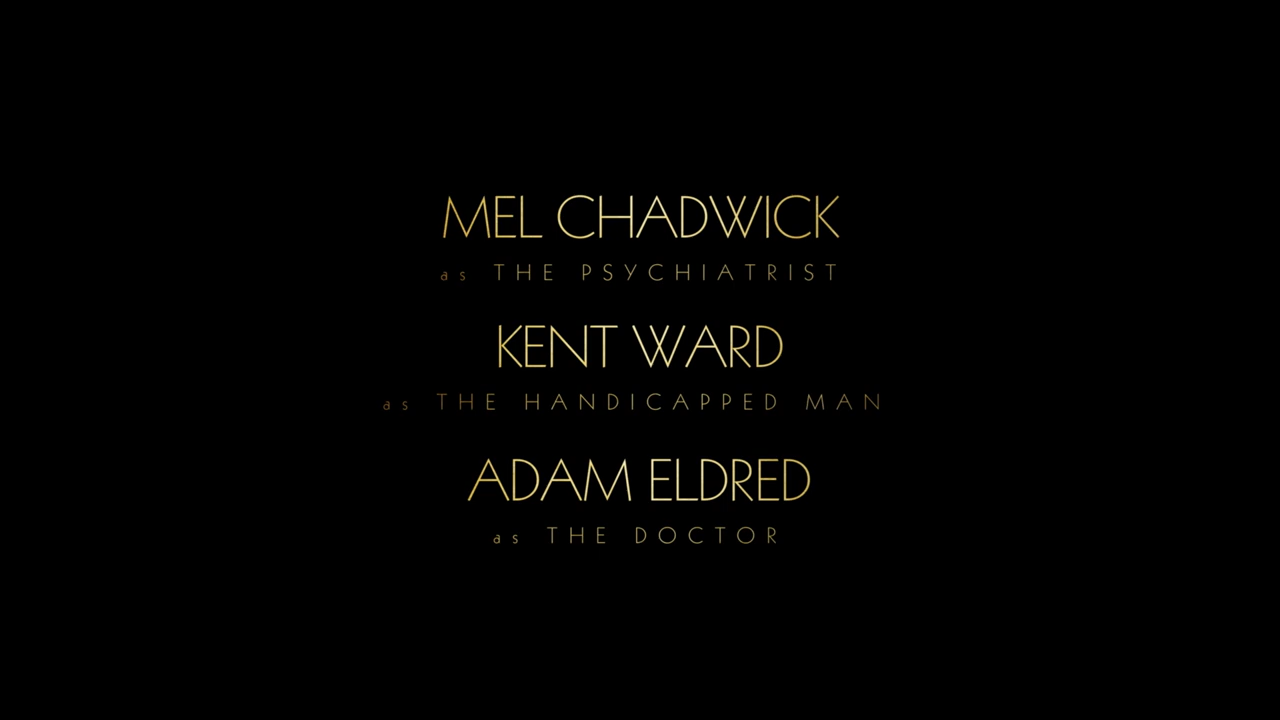 MEL CHADWICK
as THE PSYCHIATRIST
KENT WARD
as THE HANDICAPPED MAN
ADAM ELDRED
as THE DOCTOR